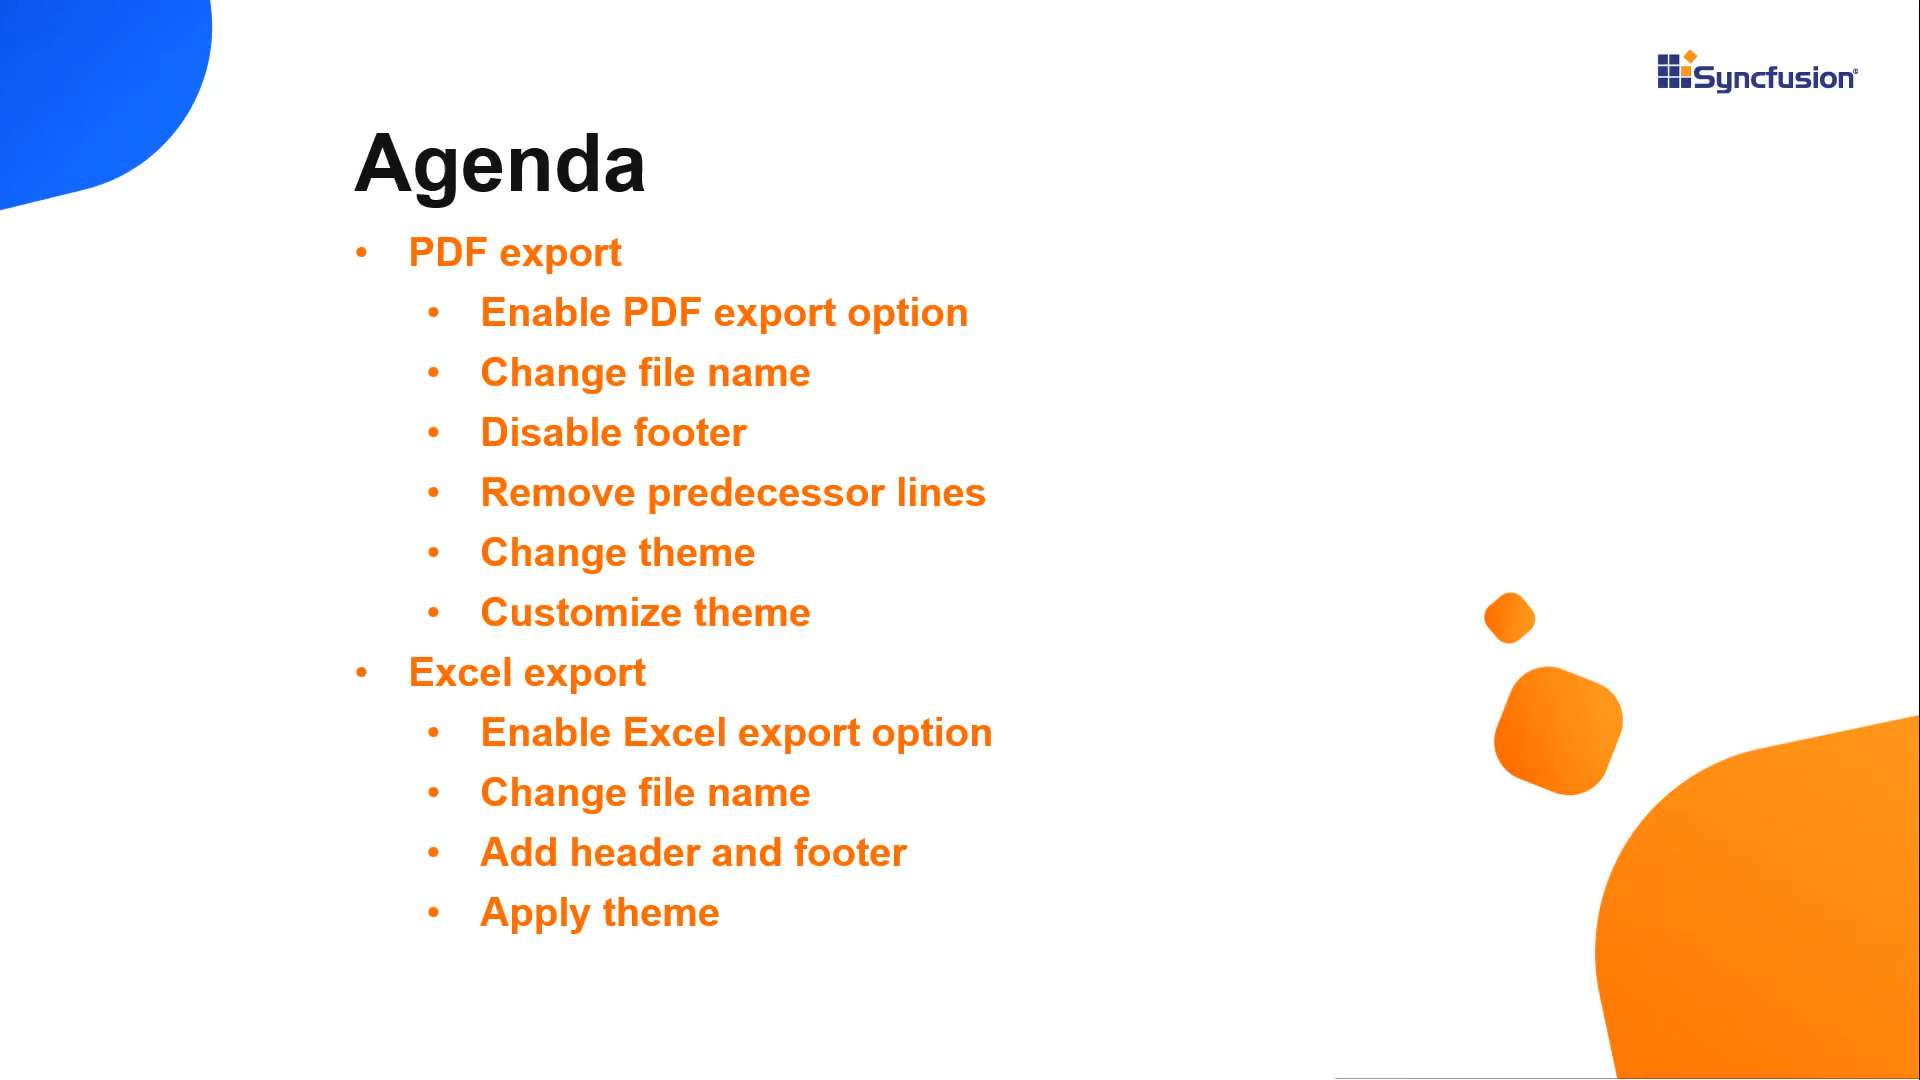 Syncfusion®
Agenda
• PDF export
• Enable PDF export option
• Change file name
• Disable footer
• Remove predecessor lines
• Change theme
• Customize theme
• Excel export
• Enable Excel export option
• Change file name
• Add header and footer
• Apply theme